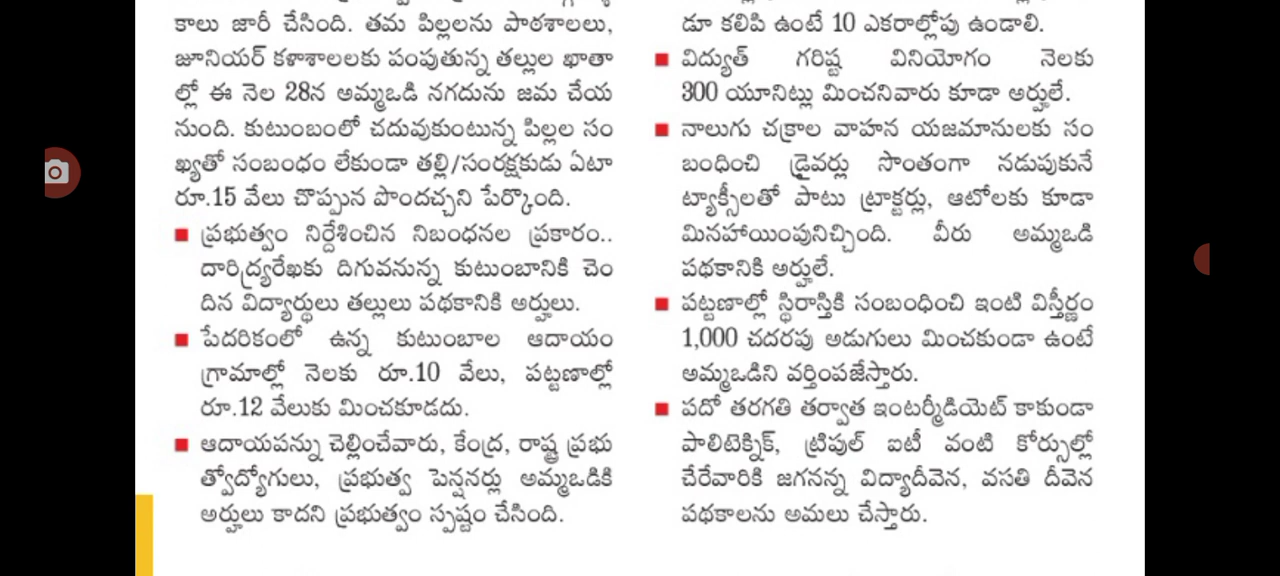 కాలు జారీ చేసింది. తమ పిల్లలను పాఠశాలలు,
జూనియర్ కళాశాలలకు పంపుతున్న తల్లుల ఖాతా
ల్లో ఈ నెల 28న అమ్మఒడి నగదును జమ చేయ
నుంది. కుటుంబంలో చదువుకుంటున్న పిల్లల సం
ఖ్యతో సంబంధం లేకుండా తల్లి/సంరక్షకుడు ఏటా
రూ.15 వేలు చొప్పున పొందచ్చని పేర్కొంది.
■ ప్రభుత్వం నిర్దేశించిన నిబంధనల ప్రకారం..
దారిద్ర్యరేఖకు దిగువనున్న కుటుంబానికి చెం
దిన విద్యార్థులు తల్లులు పథకానికి అర్హులు.
■ పేదరికంలో ఉన్న కుటుంబాల ఆదాయం
గ్రామాల్లో నెలకు రూ.10 వేలు, పట్టణాల్లో
రూ.12 వేలుకు మించకూడదు.
■ ఆదాయపన్ను చెల్లించేవారు, కేంద్ర, రాష్ట్ర ప్రభు
త్వోద్యోగులు, ప్రభుత్వ పెన్షనర్లు అమ్మఒడికి
అర్హులు కాదని ప్రభుత్వం స్పష్టం చేసింది.
డూ కలిపి ఉంటే 10 ఎకరాల్లోపు ఉండాలి.
■ విద్యుత్ గరిష్ట వినియోగం నెలకు
300 యూనిట్లు మించనివారు కూడా అర్హులే.
■ నాలుగు చక్రాల వాహన యజమానులకు సం
బంధించి డ్రైవర్లు సొంతంగా నడుపుకునే
ట్యాక్సీలతో పాటు ట్రాక్టర్లు, ఆటోలకు కూడా
మినహాయింపునిచ్చింది. వీరు అమ్మఒడి
పథకానికి అర్హులే.
■ పట్టణాల్లో స్థిరాస్తికి సంబంధించి ఇంటి విస్తీర్ణం
1,000 చదరపు అడుగులు మించకుండా ఉంటే
అమ్మఒడిని వర్తింపజేస్తారు.
■ పదో తరగతి తర్వాత ఇంటర్మీడియెట్ కాకుండా
పాలిటెక్నిక్, ట్రిపుల్ ఐటీ వంటి కోర్సుల్లో
చేరేవారికి జగనన్న విద్యాదీవెన, వసతి దీవెన
పథకాలను అమలు చేస్తారు.